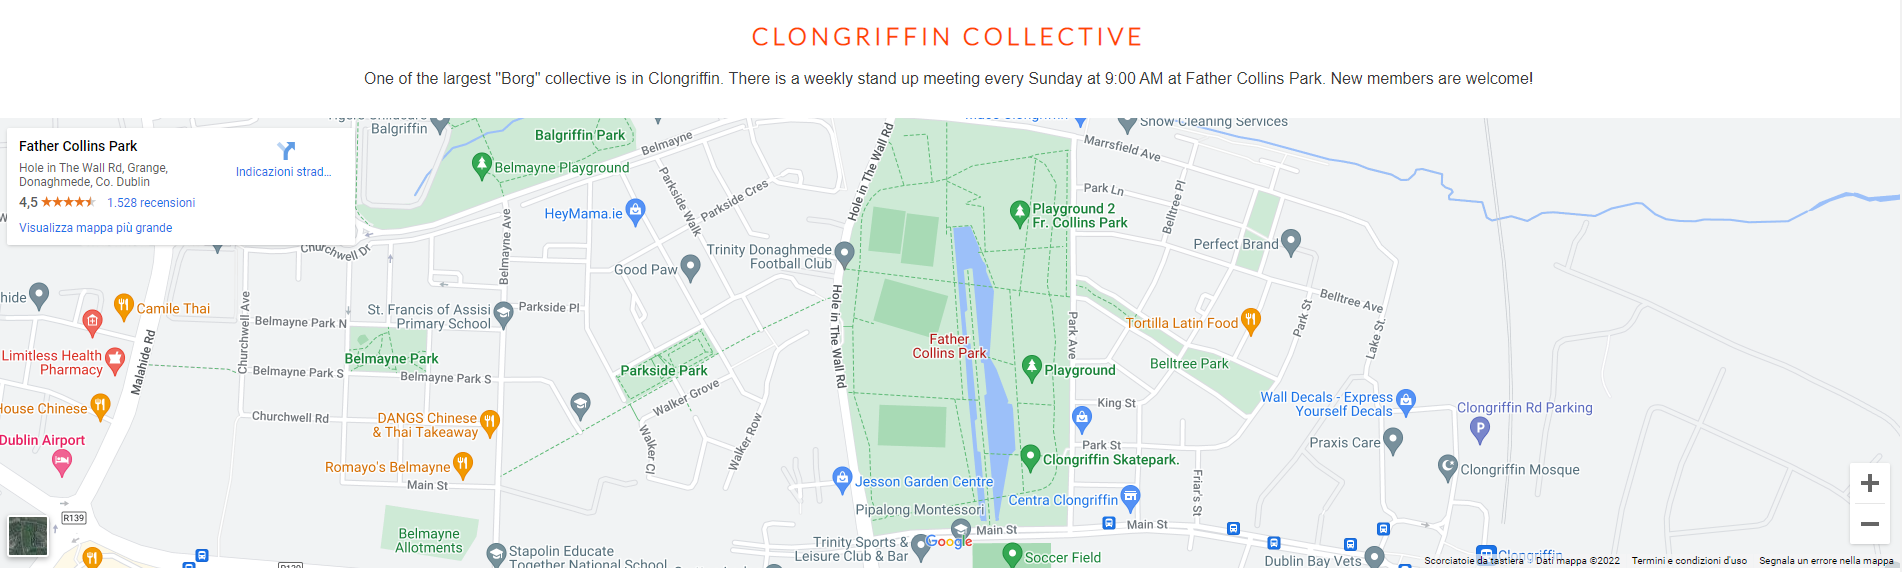 CLONGRIFFIN COLLECTIVE
One of the largest "Borg" collective is in Clongriffin. There is a weekly stand up meeting every Sunday at 9:00 AM at Father Collins Park. New members are welcome!
Father Collins Park
Hole in The Wall Rd, Grange,
Donaghmede, Co. Dublin
4,5
1.528 recensioni
Visualizza mappa più grande
Indicazioni strad...
Balgriffin
Balgriffin Park
Belmayne
Snow Cleaning Services
Marrsfield Ave
Belmayne Playground
Parkside Walk
Parkside Cres
Hole in The Wall Rd
Park Ln
Belltree Pl
HeyMama.ie
Playground 2
Fr. Collins Park
Belmayne Ave
Churchwell Dr
Trinity Donaghmede
Football Club
Perfect Brand
Good Paw
Camile Thai
St. Francis of Assisi
Primary School
Parkside Pl
Belltree Ave
Churchwell Ave
Belmayne Park N
Hole in The Wall Rd
Park Ave
Tortilla Latin Food
Park St
Lake St.
Malahide Rd
Limitless Health
Pharmacy
Belmayne Park
Father
Collins Park
Belltree Park
Belmayne Park S
Belmayne Park S
Parkside Park
Playground
House Chinese
Walker Grove
King St
Wall Decals - Express
Yourself Decals
Clongriffin Rd Parking
P
Churchwell Rd
DANGS Chinese
& Thai Takeaway
Dublin Airport
Walker Cl
Walker Row
Park St
Praxis Care
Clongriffin Skatepark.
Romayo's Belmayne
Clongriffin Mosque
Main St
Jesson Garden Centre
Friar's St
Centra Clongriffin
Pipalong Montessori
R139
Main St
Main St
Belmayne
Allotments
Trinity Sports &
Leisure Club & Bar
Google
Stapolin Educate
Together National School
Soccer Field
Dublin Bay Vets
Clongriffin
R139
Scorciatoie da tastiera
Dati mappa ©2022
Termini e condizioni d'uso
Segnala un errore nella mappa